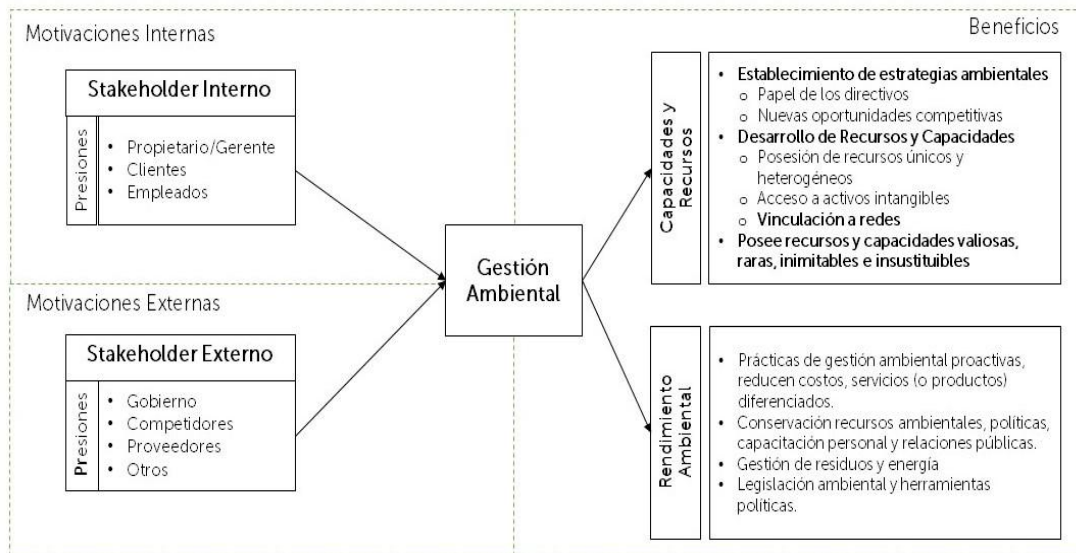 Motivaciones Internas
Stakeholder Interno
Presiones
• Propietario/Gerente
• Clientes
• Empleados
Motivaciones Externas
Stakeholder Externo
Presiones
• Gobierno
• Competidores
• Proveedores
• Otros
Gestión
Ambiental
Beneficios
Capacidades y
Recursos
• Establecimiento de estrategias ambientales
o Papel de los directivos
o Nuevas oportunidades competitivas
• Desarrollo de Recursos y Capacidades
o Posesión de recursos únicos y
heterogéneos
o Acceso a activos intangibles
o Vinculación a redes
• Posee recursos y capacidades valiosas,
raras, inimitables e insustituibles
Rendimiento
Ambiental
• Prácticas de gestión ambiental proactivas,
reducen costos, servicios (o productos)
diferenciados.
• Conservación recursos ambientales, políticas,
capacitación personal y relaciones públicas.
• Gestión de residuos y energía
• Legislación ambiental y herramientas
políticas.